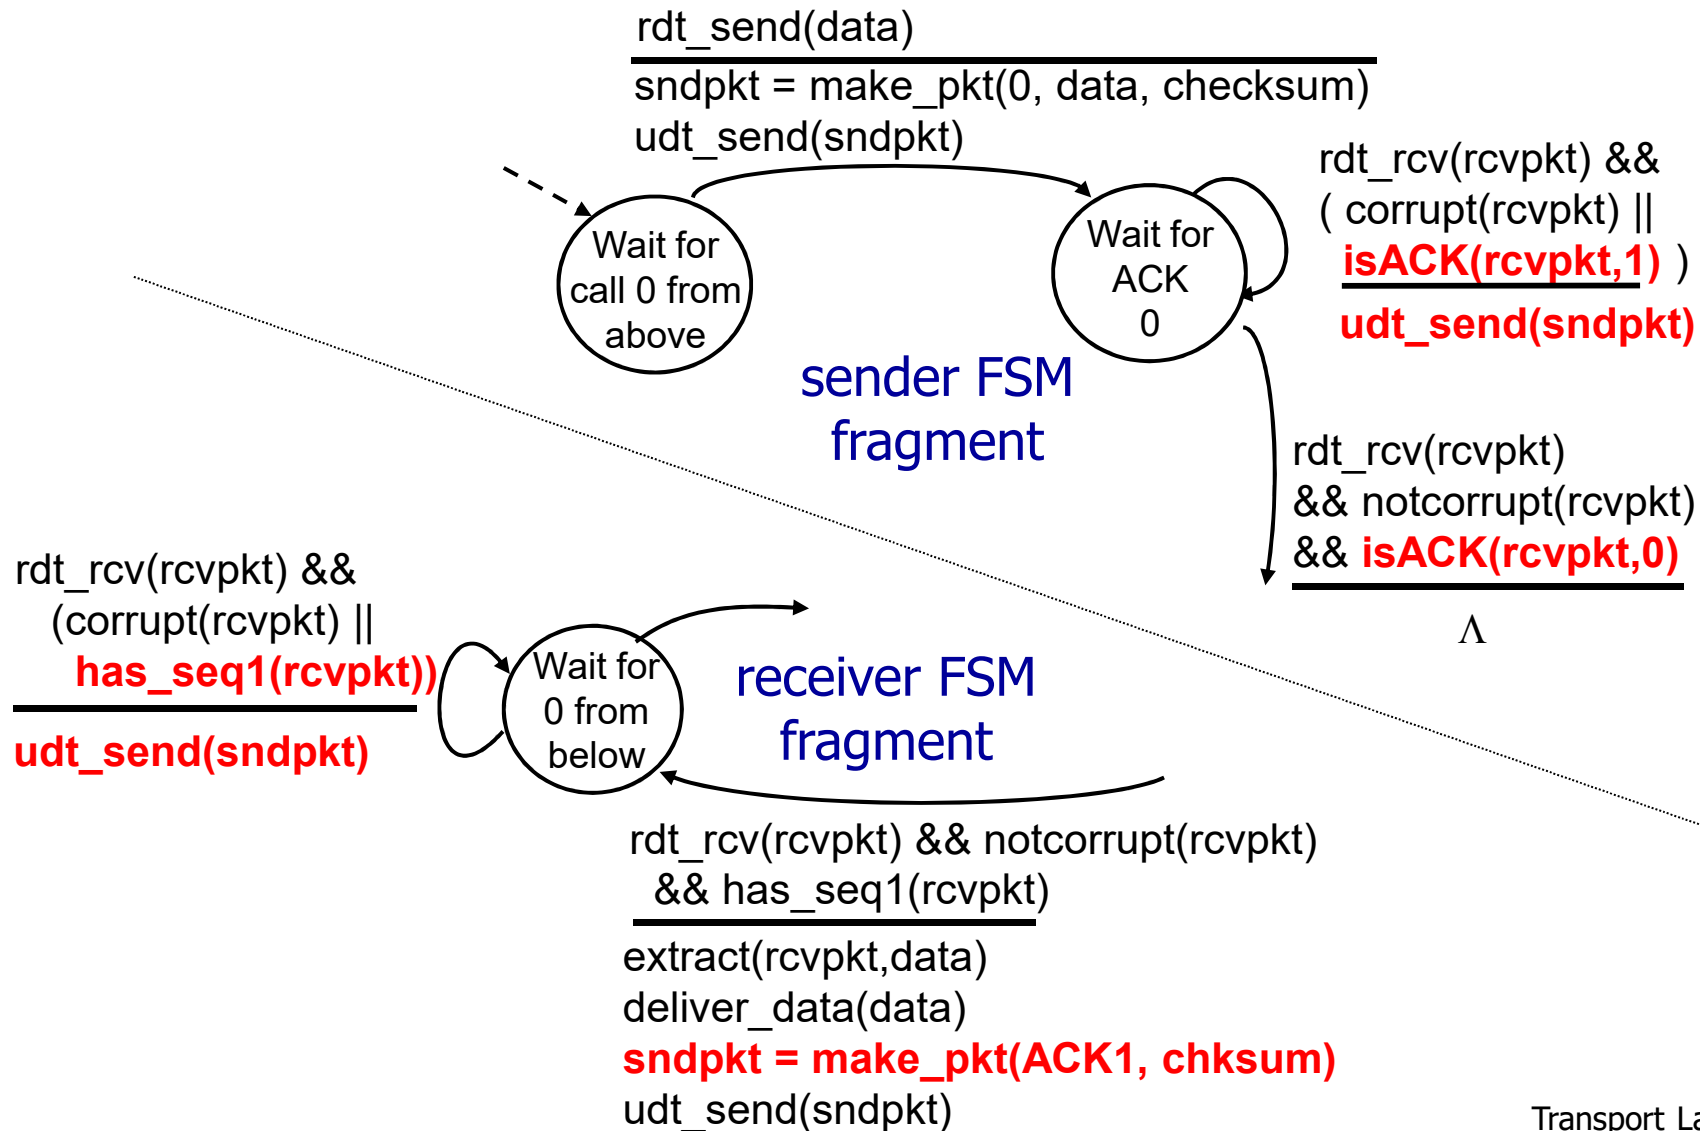 rdt_send(data)
sndpkt = make_pkt(0, data, checksum)
udt_send(sndpkt)
Wait for
call 0 from
above
Wait for
ACK
0
rdt_rcv(rcvpkt) &&
( corrupt(rcvpkt) ||
isACK(rcvpkt,1) )
udt_send(sndpkt)
sender FSM
fragment
rdt_rcv(rcvpkt)
&& notcorrupt(rcvpkt)
&& isACK(rcvpkt,0)
Λ
rdt_rcv(rcvpkt) &&
(corrupt(rcvpkt) ||
has_seq1(rcvpkt))
udt_send(sndpkt)
Wait for
0 from
below
receiver FSM
fragment
rdt_rcv(rcvpkt) && notcorrupt(rcvpkt)
&& has_seq1(rcvpkt)
extract(rcvpkt,data)
deliver_data(data)
sndpkt = make_pkt(ACK1, chksum)
udt_send(sndpkt)
Transport La